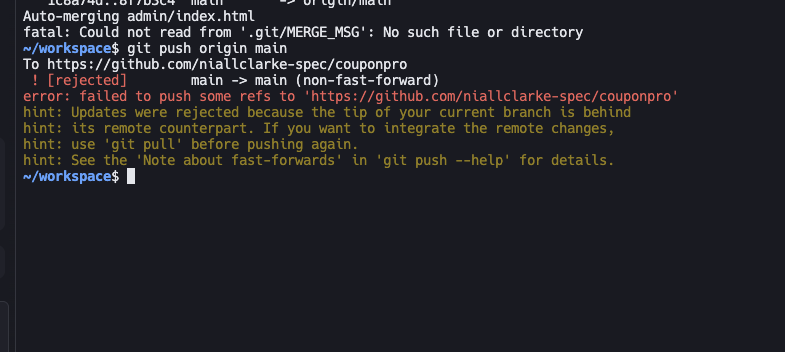 main -> origin/main
Auto-merging admin/index.html
fatal: Could not read from '.git/MERGE_MSG': No such file or directory
~/workspace$ git push origin main
To https://github.com/niallclarke-spec/couponpro
 ! [rejected]        main -> main (non-fast-forward)
error: failed to push some refs to 'https://github.com/niallclarke-spec/couponpro'
hint: Updates were rejected because the tip of your current branch is behind
hint: its remote counterpart. If you want to integrate the remote changes,
hint: use 'git pull' before pushing again.
hint: See the 'Note about fast-forwards' in 'git push --help' for details.
~/workspace$